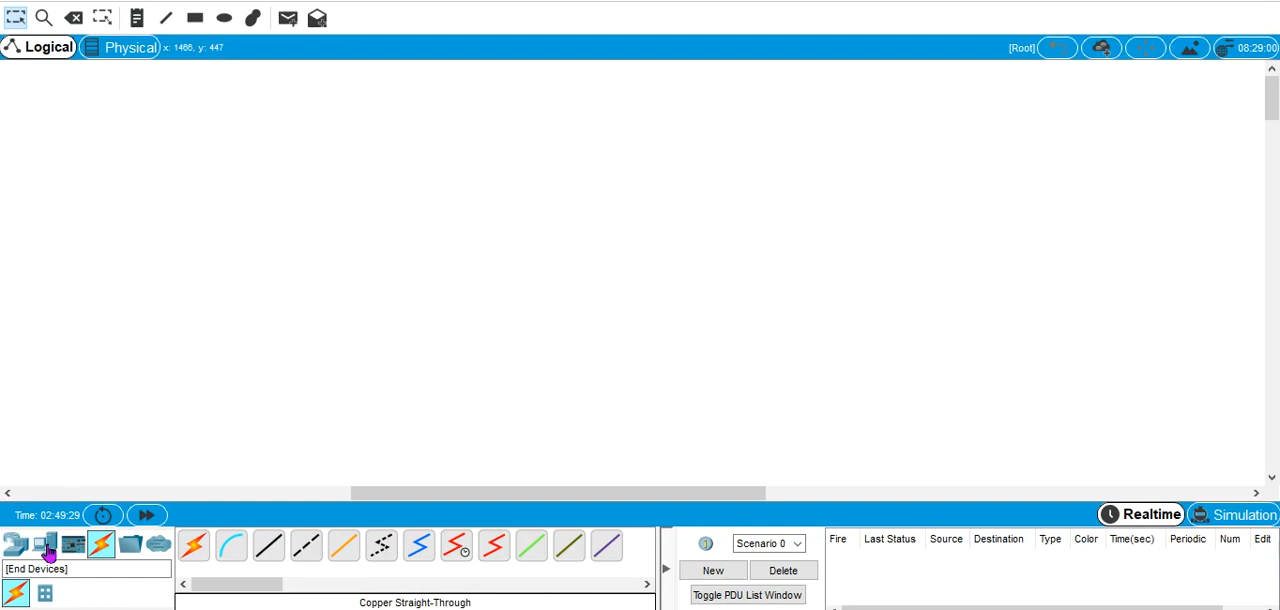 Logical Physical x: 1466, y: 447 [Root] 08:29:00
Time: 02:49:29 Realtime Simulation
[End Devices]
Copper Straight-Through
Scenario 0
New Delete
Toggle PDU List Window
Fire Last Status Source Destination Type Color Time(sec) Periodic Num Edit